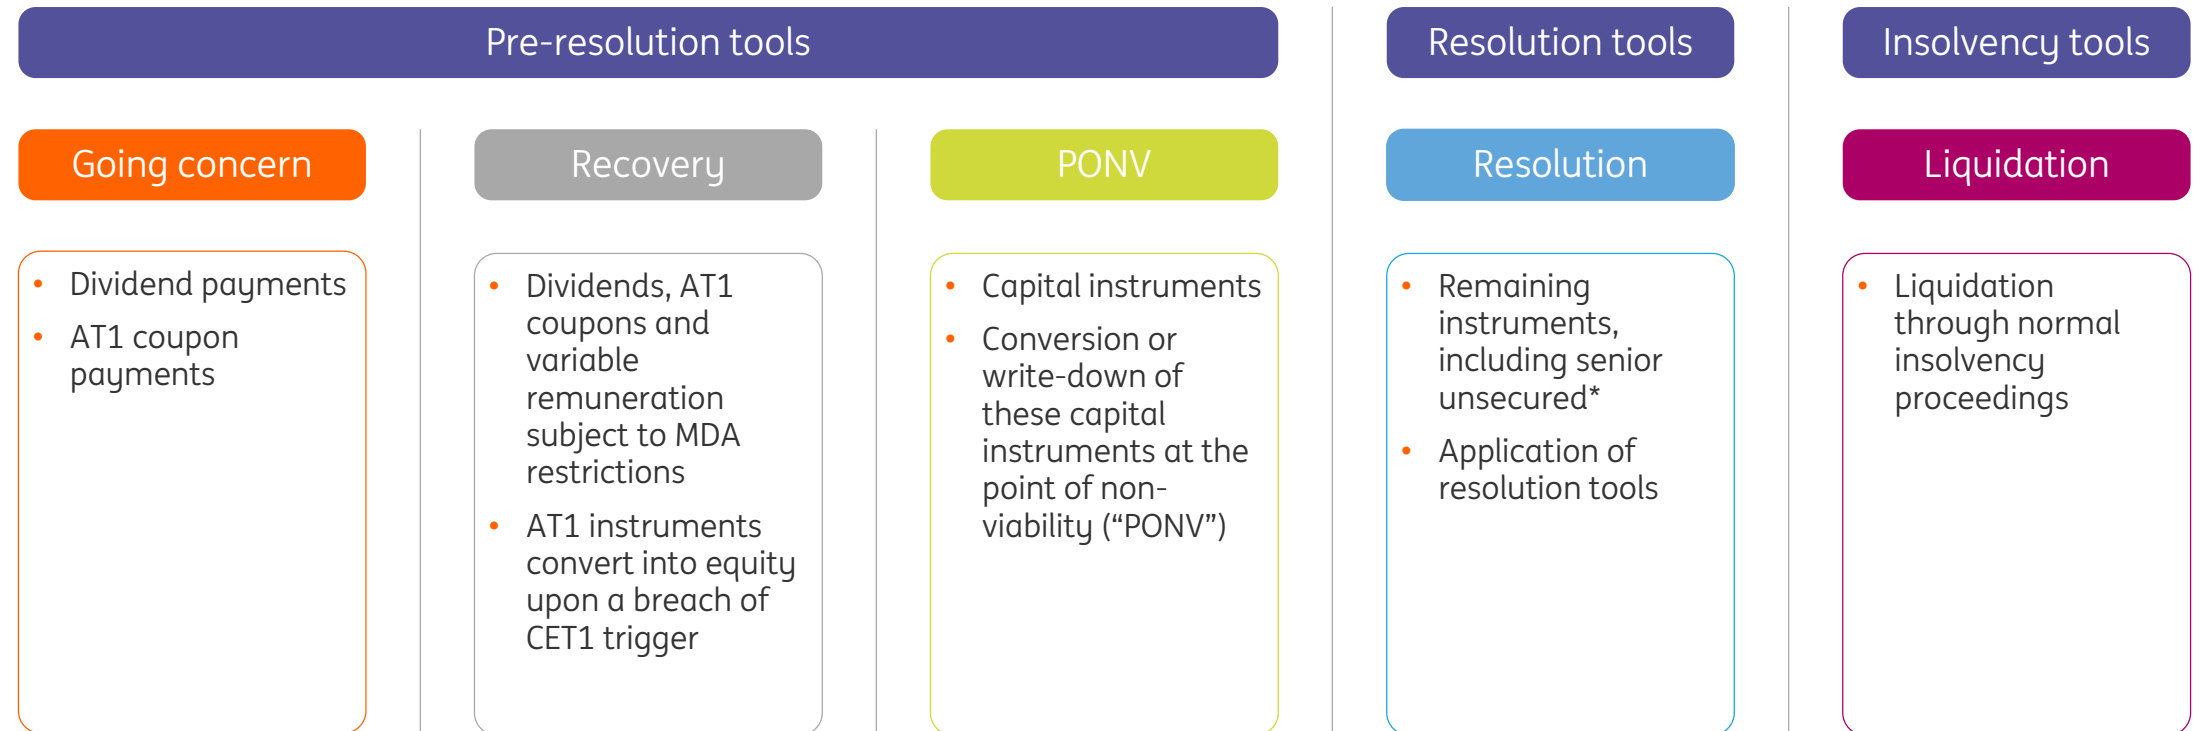 Pre-resolution tools
Resolution tools
Insolvency tools
Going concern
Recovery
PONV
Resolution
Liquidation
• Dividend payments
• AT1 coupon
payments
• Dividends, AT1
coupons and
variable
remuneration
subject to MDA
restrictions
• AT1 instruments
convert into equity
upon a breach of
CET1 trigger
• Capital instruments
• Conversion or
write-down of
these capital
instruments at the
point of non-
viability (“PONV”)
• Remaining
instruments,
including senior
unsecured*
• Application of
resolution tools
• Liquidation
through normal
insolvency
proceedings